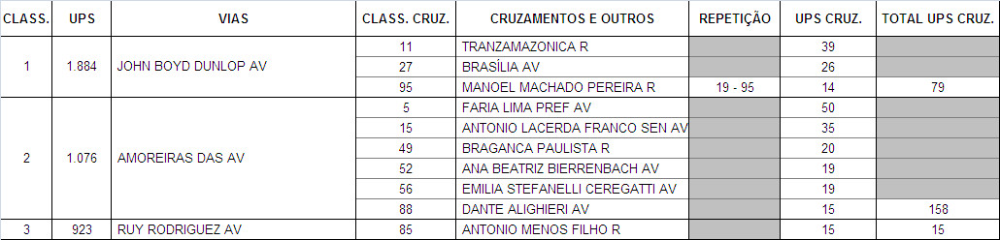 CLASS. UPS VIAS CLASS. CRUZ. CRUZAMENTOS E OUTROS REPETIÇÃO UPS CRUZ. TOTAL UPS CRUZ.
11 TRANZAMAZONICA R 39
1 1.884 JOHN BOYD DUNLOP AV 27 BRASÍLIA AV 26
95 MANOEL MACHADO PEREIRA R 19 - 95 14 79
5 FARIA LIMA PREF AV 50
15 ANTONIO LACERDA FRANCO SEN AV 35
49 BRAGANCA PAULISTA R 20
2 1.076 AMOREIRAS DAS AV 52 ANA BEATRIZ BIERRENBACH AV 19
56 EMILIA STEFANELLI CEREGATTI AV 19
88 DANTE ALIGHIERI AV 15 158
3 923 RUY RODRIGUEZ AV 85 ANTONIO MENOS FILHO R 15 15